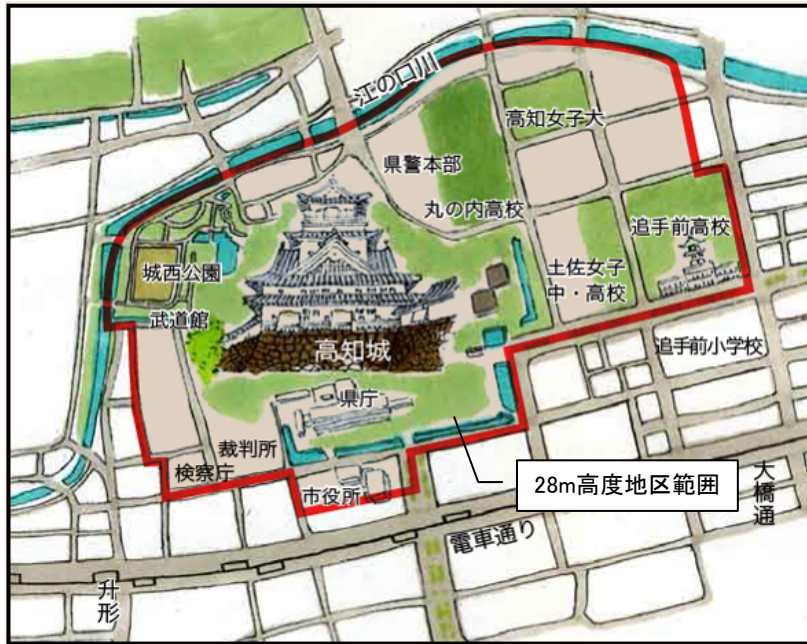 江の口川
高知女子大
県警本部
丸の内高校
追手前高校
城西公園
土佐女子
中・高校
武道館
高知城
追手前小学校
県庁
裁判所
検察庁
市役所
28m高度地区範囲
大橋通
電車通り
升形